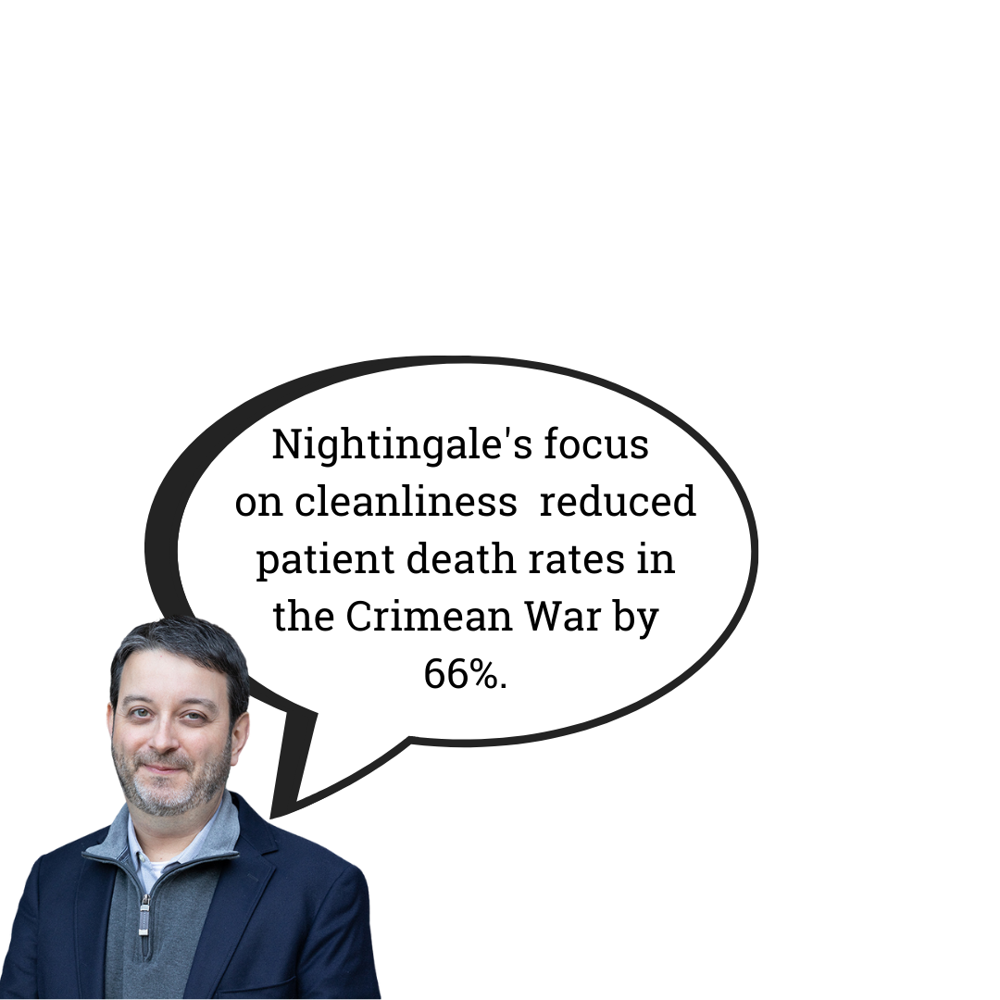 Nightingale's focus
on cleanliness  reduced
patient death rates in
the Crimean War by
66%.